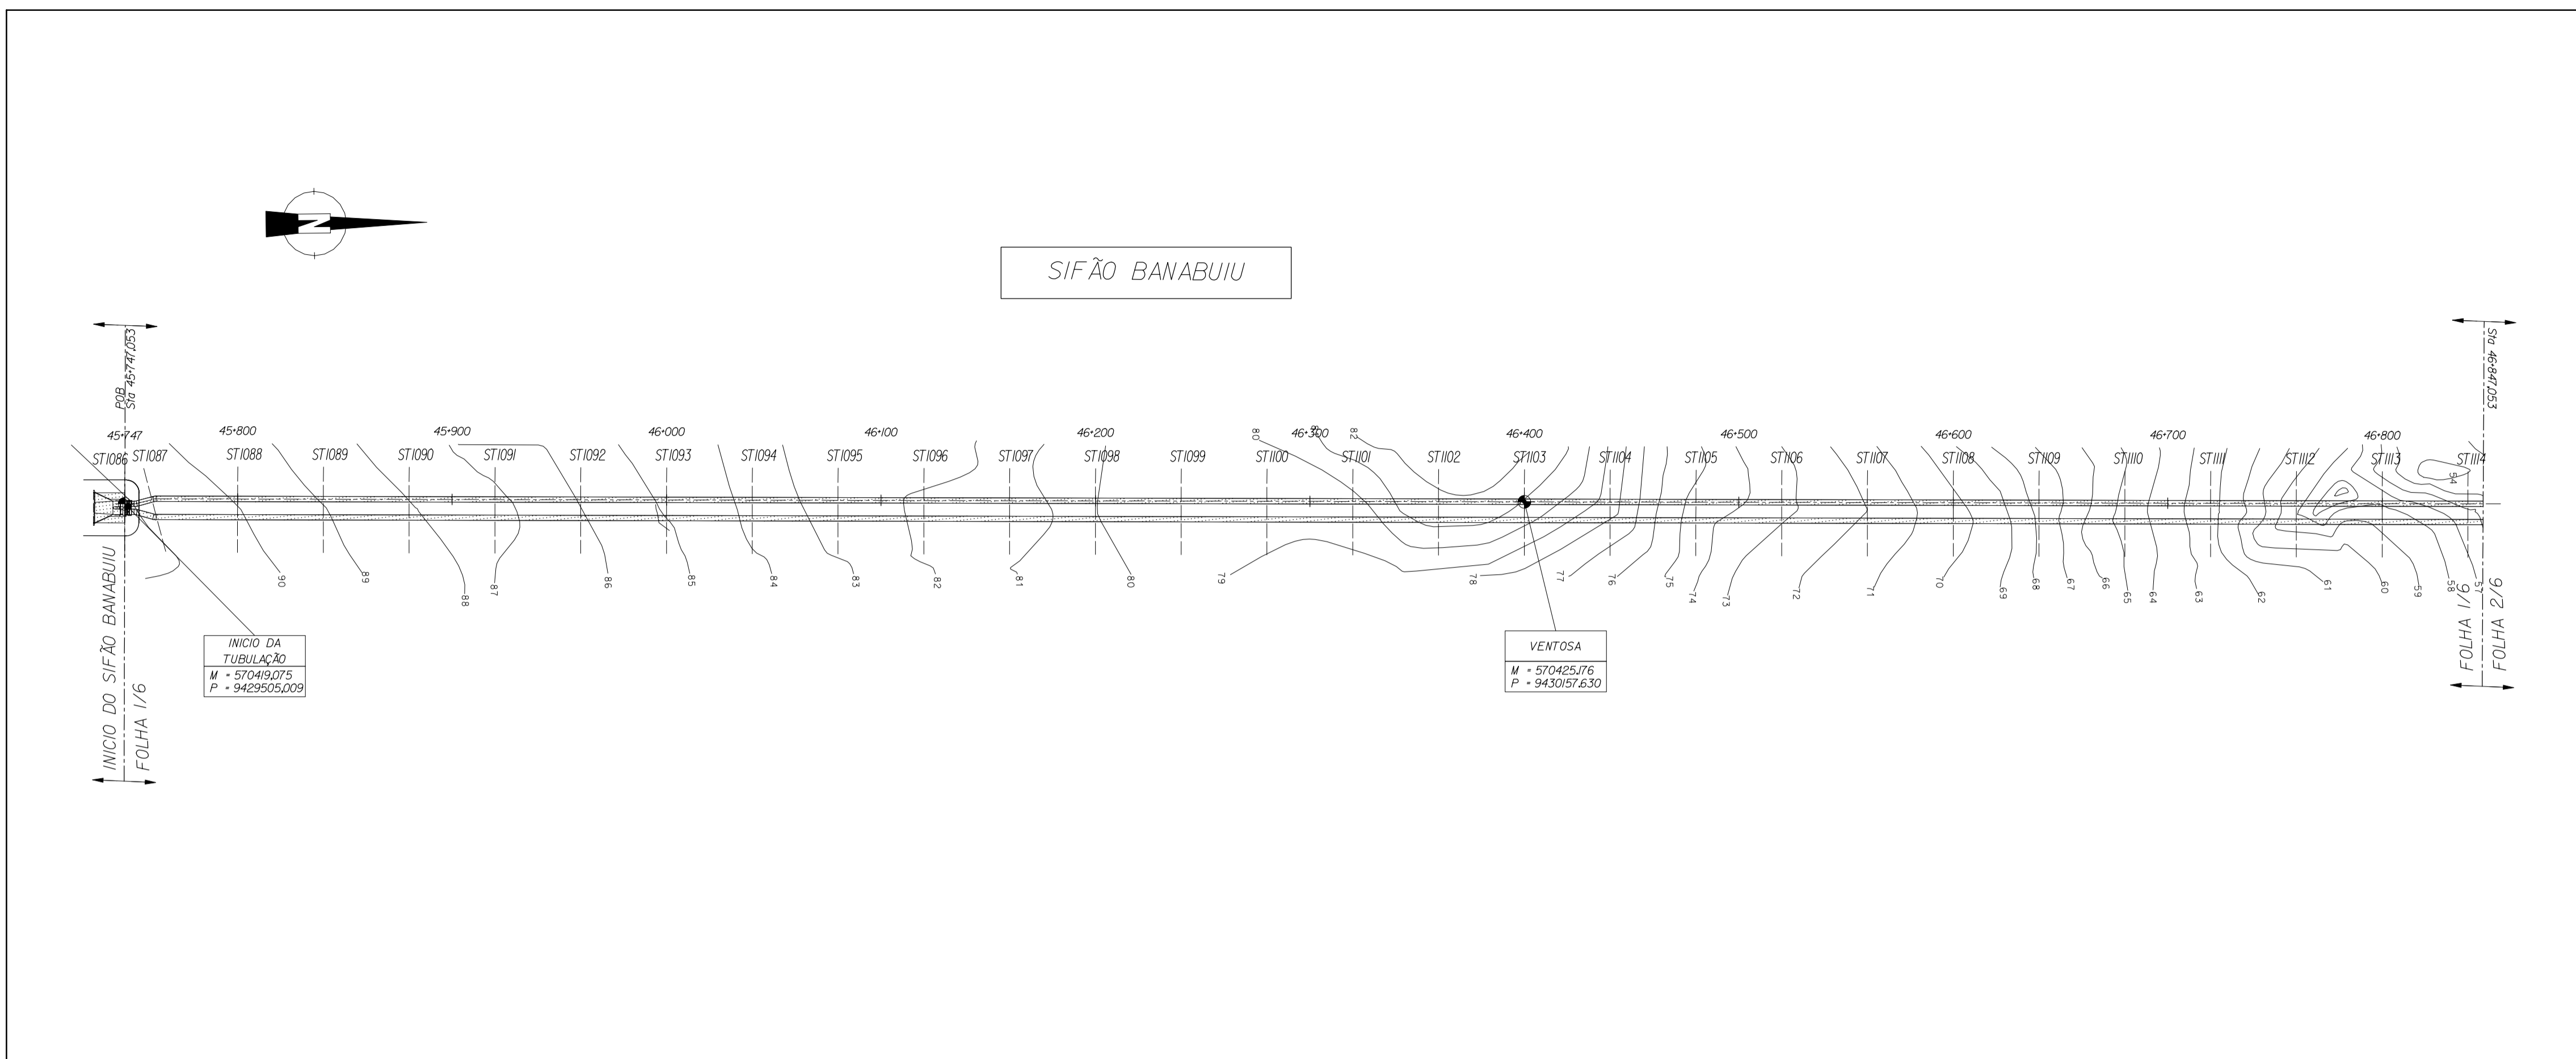 N
SIFÃO BANABUIU
POB
Sta 45+747,053
Sta 46+847,053
45+747
45+800
45+900
46+000
46+100
46+200
46+300
46+400
46+500
46+600
46+700
46+800
ST1086
ST1087
ST1088
ST1089
ST1090
ST1091
ST1092
ST1093
ST1094
ST1095
ST1096
ST1097
ST1098
ST1099
ST1100
ST1101
ST1102
ST1103
ST1104
ST1105
ST1106
ST1107
ST1108
ST1109
ST1110
ST1111
ST1112
ST1113
ST1114
80
82
54
90
89
88
87
86
85
84
83
82
81
80
79
78
77
76
75
74
73
72
71
70
69
68
67
66
65
64
63
62
61
60
59
58
57
INICIO DO SIFÃO BANABUIU
FOLHA 1/6
INICIO DA
TUBULAÇÃO
M = 570419,075
P = 9429505,009
VENTOSA
M = 570425,176
P = 9430157,630
FOLHA 1/6
FOLHA 2/6